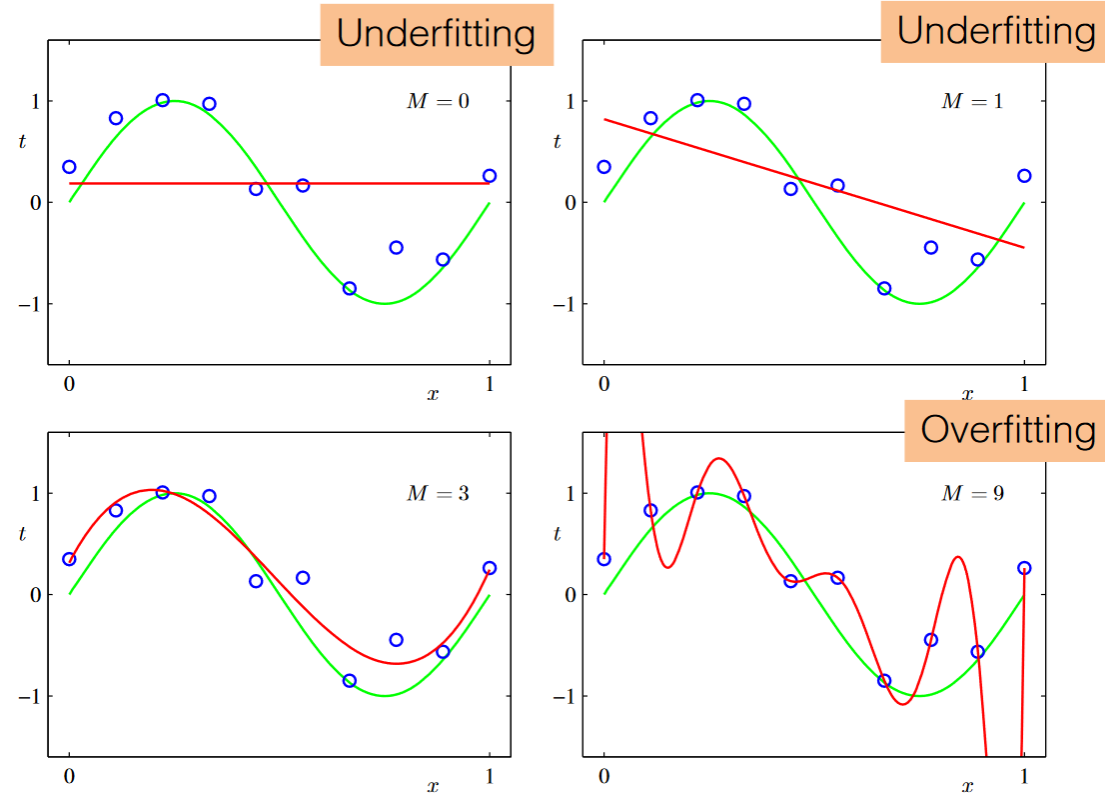 Underfitting
M = 0
1
t
0
−1
0
x
1
Underfitting
M = 1
1
t
0
−1
0
x
1
M = 3
1
t
0
−1
0
x
1
Overfitting
M = 9
1
t
0
−1
0
x
1